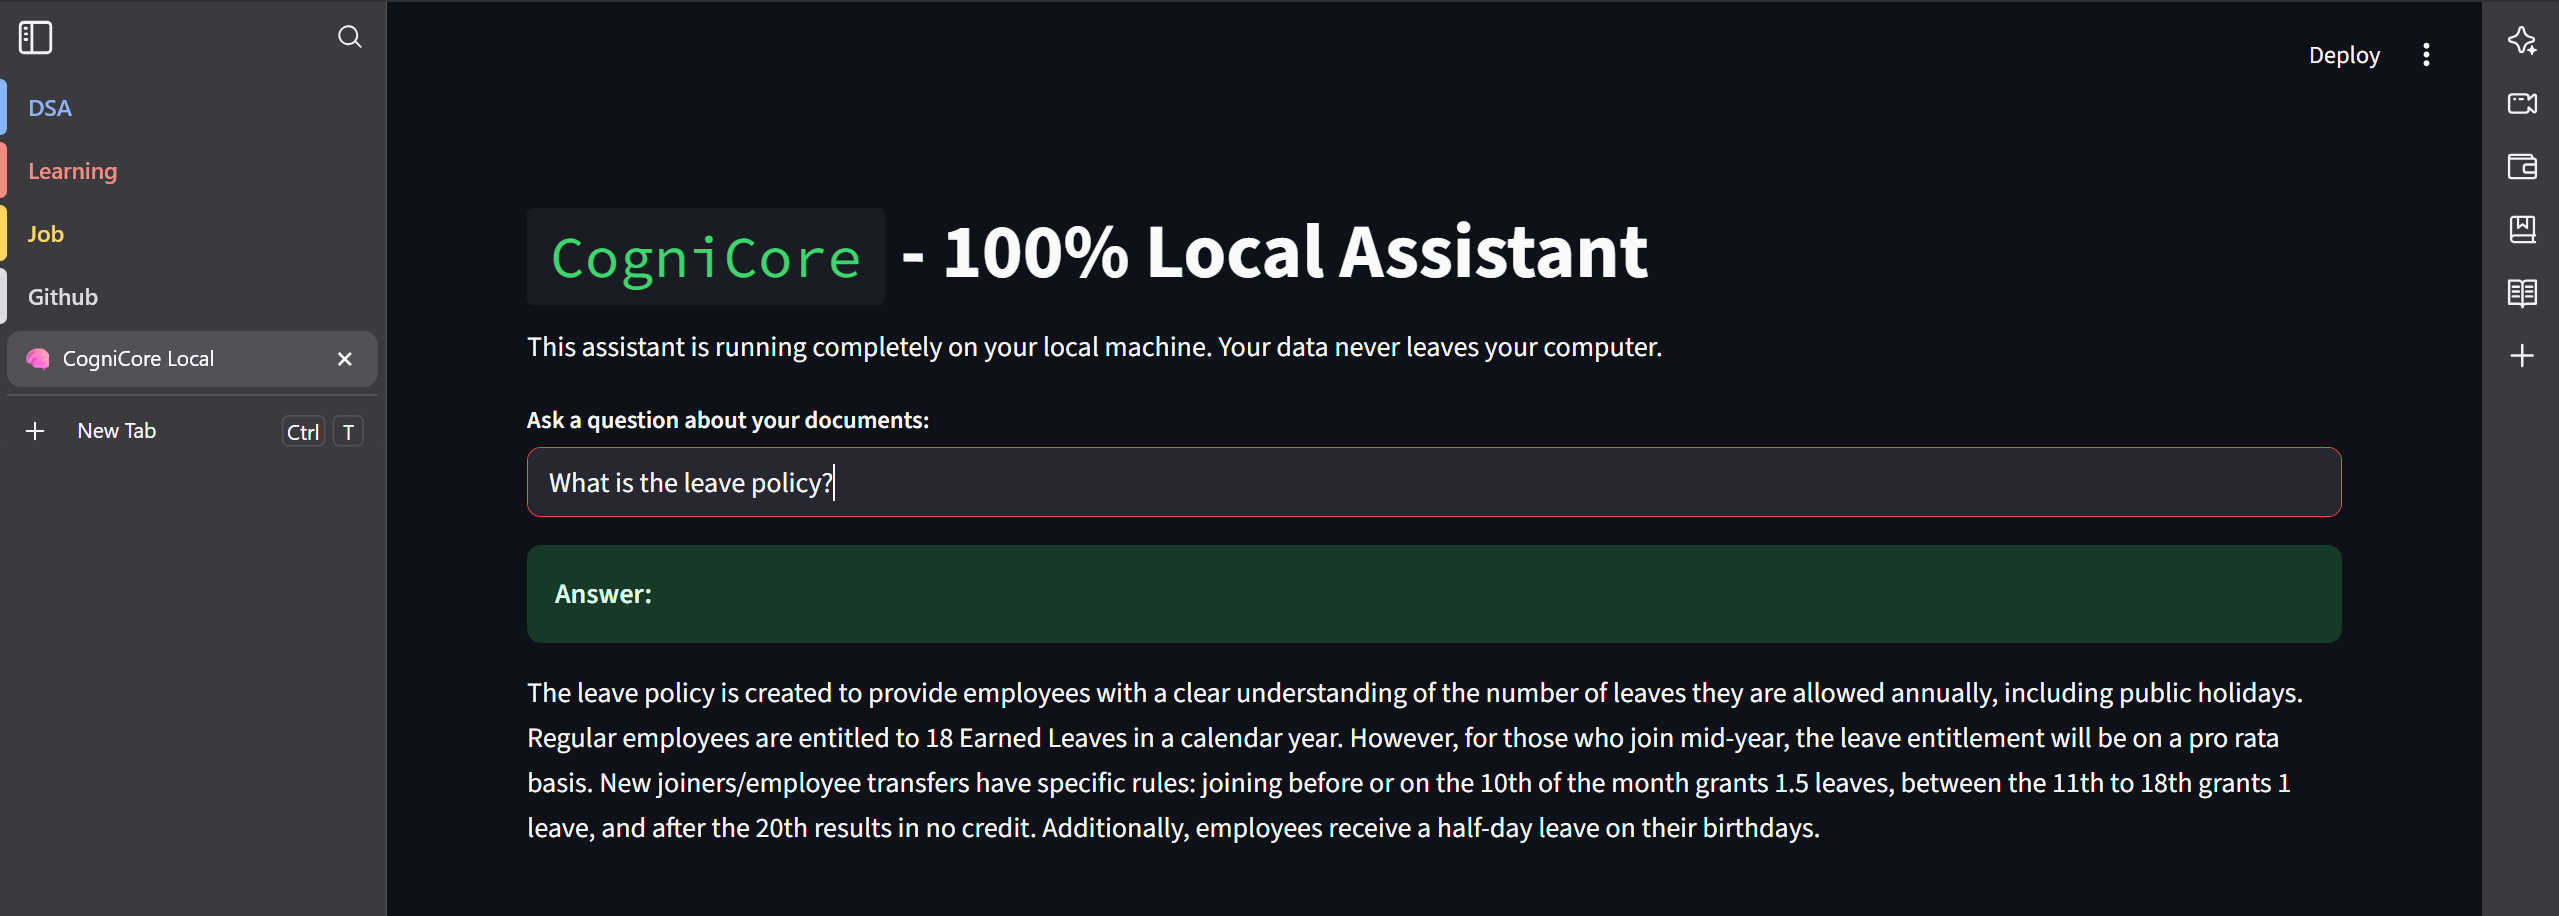 DSA
Learning
Job
Github
CogniCore Local
New Tab Ctrl T
Deploy
CogniCore - 100% Local Assistant
This assistant is running completely on your local machine. Your data never leaves your computer.
Ask a question about your documents:
What is the leave policy?
Answer:
The leave policy is created to provide employees with a clear understanding of the number of leaves they are allowed annually, including public holidays.
Regular employees are entitled to 18 Earned Leaves in a calendar year. However, for those who join mid-year, the leave entitlement will be on a pro rata
basis. New joiners/employee transfers have specific rules: joining before or on the 10th of the month grants 1.5 leaves, between the 11th to 18th grants 1
leave, and after the 20th results in no credit. Additionally, employees receive a half-day leave on their birthdays.